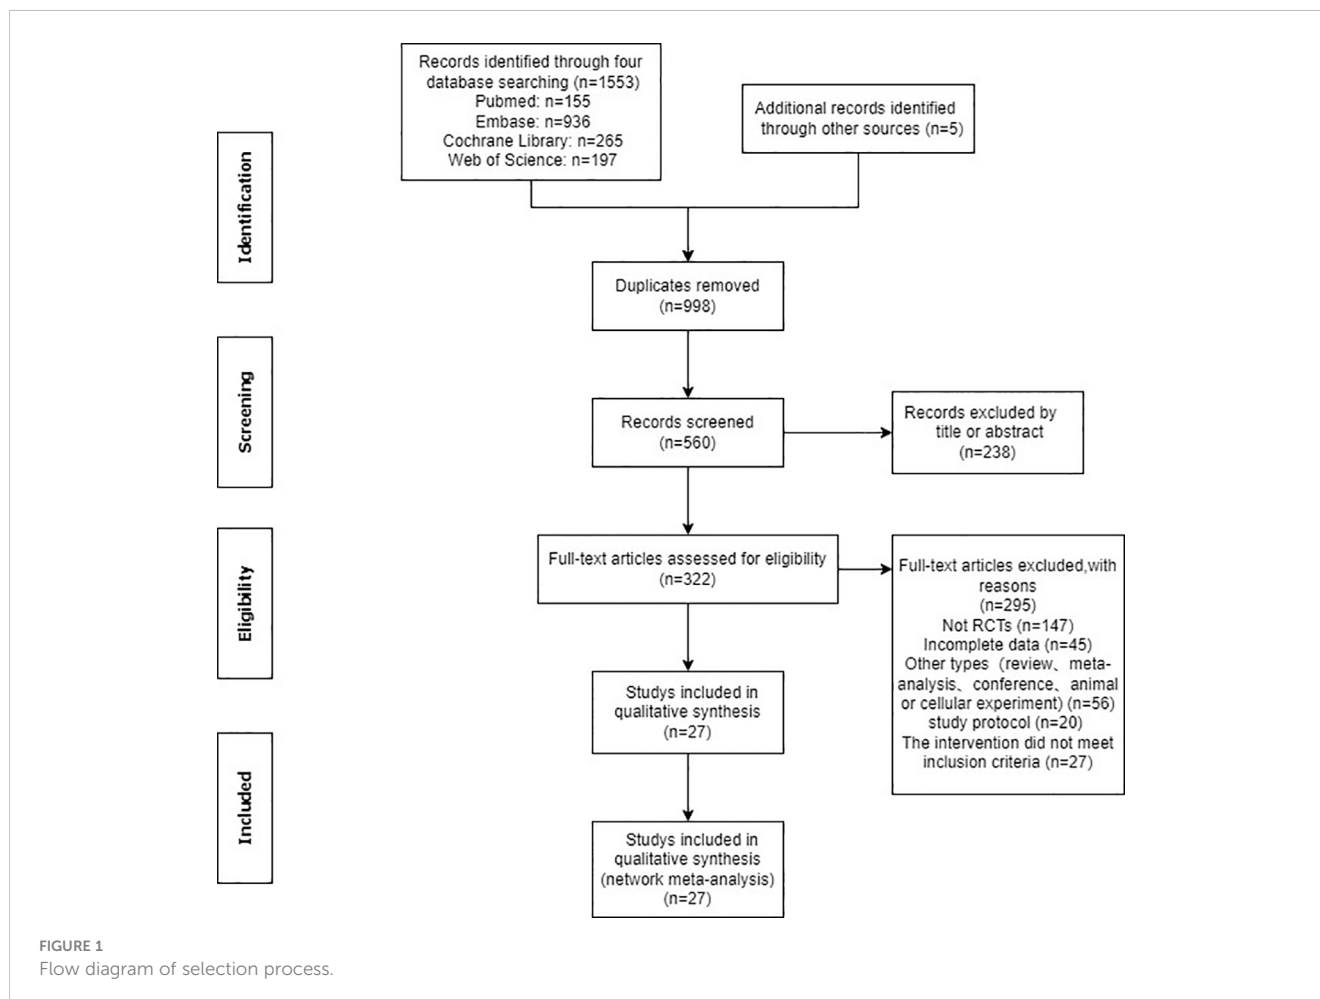 Records identified through four
database searching (n=1553)
Pubmed: n=155
Embase: n=936
Cochrane Library: n=265
Web of Science: n=197
Additional records identified
through other sources (n=5)
Identification
Duplicates removed
(n=998)
Screening
Records screened
(n=560)
Records excluded by
title or abstract
(n=238)
Eligibility
Full-text articles assessed for eligibility
(n=322)
Full-text articles excluded,with
reasons
(n=295)
Not RCTs (n=147)
Incomplete data (n=45)
Other types（review、meta-
analysis、conference、animal
or cellular experiment) (n=56)
study protocol (n=20)
The intervention did not meet
inclusion criteria (n=27)
Studys included in
qualitative synthesis
(n=27)
Included
Studys included in
qualitative synthesis
(network meta-analysis)
(n=27)
FIGURE 1
Flow diagram of selection process.